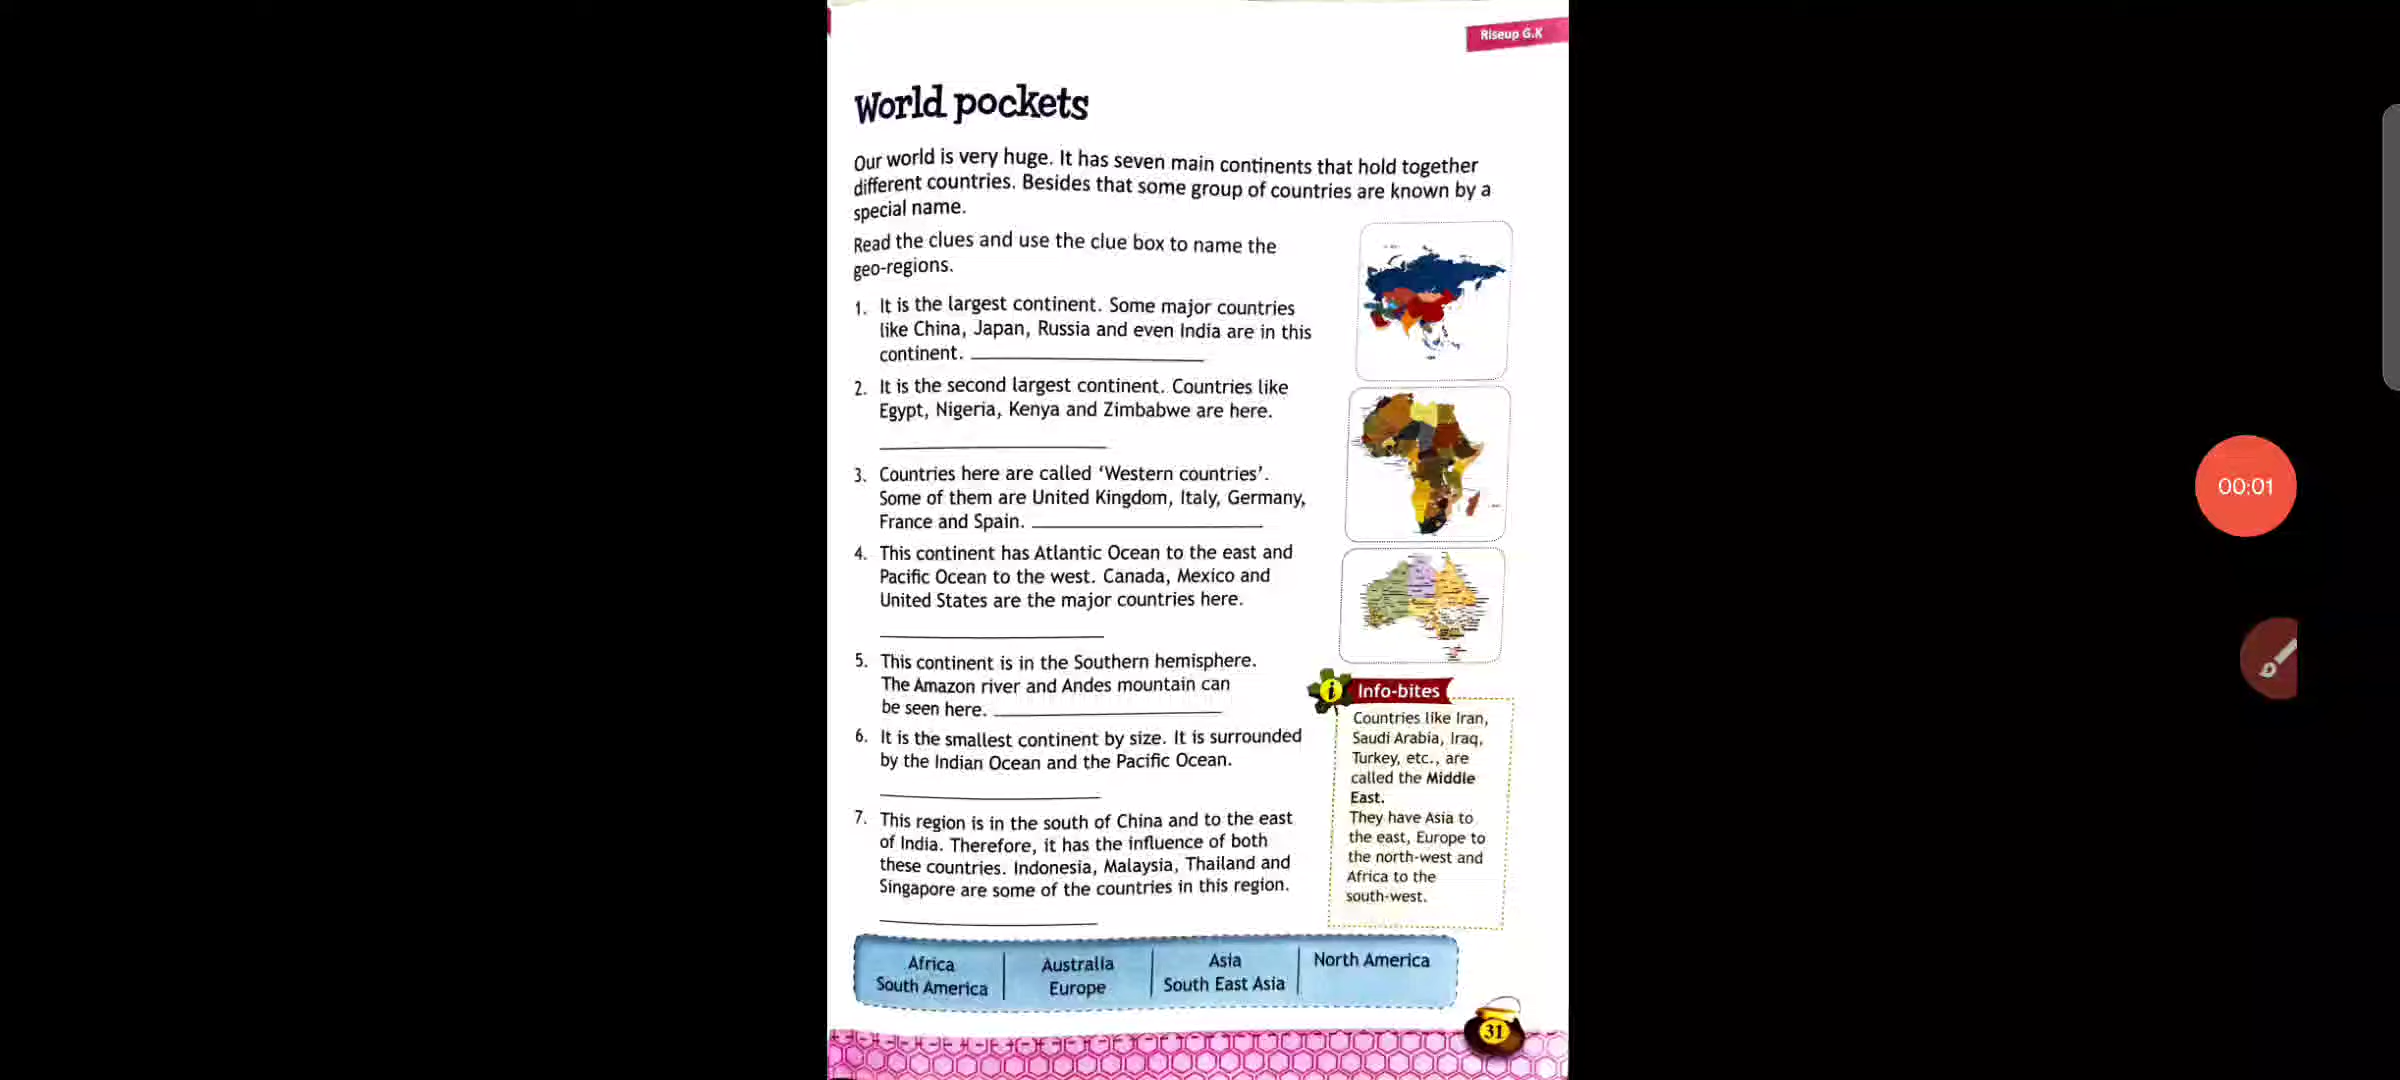 Riseup G.K
World pockets
Our world is very huge. It has seven main continents that hold together
different countries. Besides that some group of countries are known by a
special name.
Read the clues and use the clue box to name the
geo-regions.
1. It is the largest continent. Some major countries
like China, Japan, Russia and even India are in this
continent.
2. It is the second largest continent. Countries like
Egypt, Nigeria, Kenya and Zimbabwe are here.
3. Countries here are called ‘Western countries’.
Some of them are United Kingdom, Italy, Germany,
France and Spain.
4. This continent has Atlantic Ocean to the east and
Pacific Ocean to the west. Canada, Mexico and
United States are the major countries here.
5. This continent is in the Southern hemisphere.
The Amazon river and Andes mountain can
be seen here.
6. It is the smallest continent by size. It is surrounded
by the Indian Ocean and the Pacific Ocean.
7. This region is in the south of China and to the east
of India. Therefore, it has the influence of both
these countries. Indonesia, Malaysia, Thailand and
Singapore are some of the countries in this region.
i Info-bites
Countries like Iran,
Saudi Arabia, Iraq,
Turkey, etc., are
called the Middle
East.
They have Asia to
the east, Europe to
the north-west and
Africa to the
south-west.
Africa Australia Asia North America
South America Europe South East Asia
31
00:01